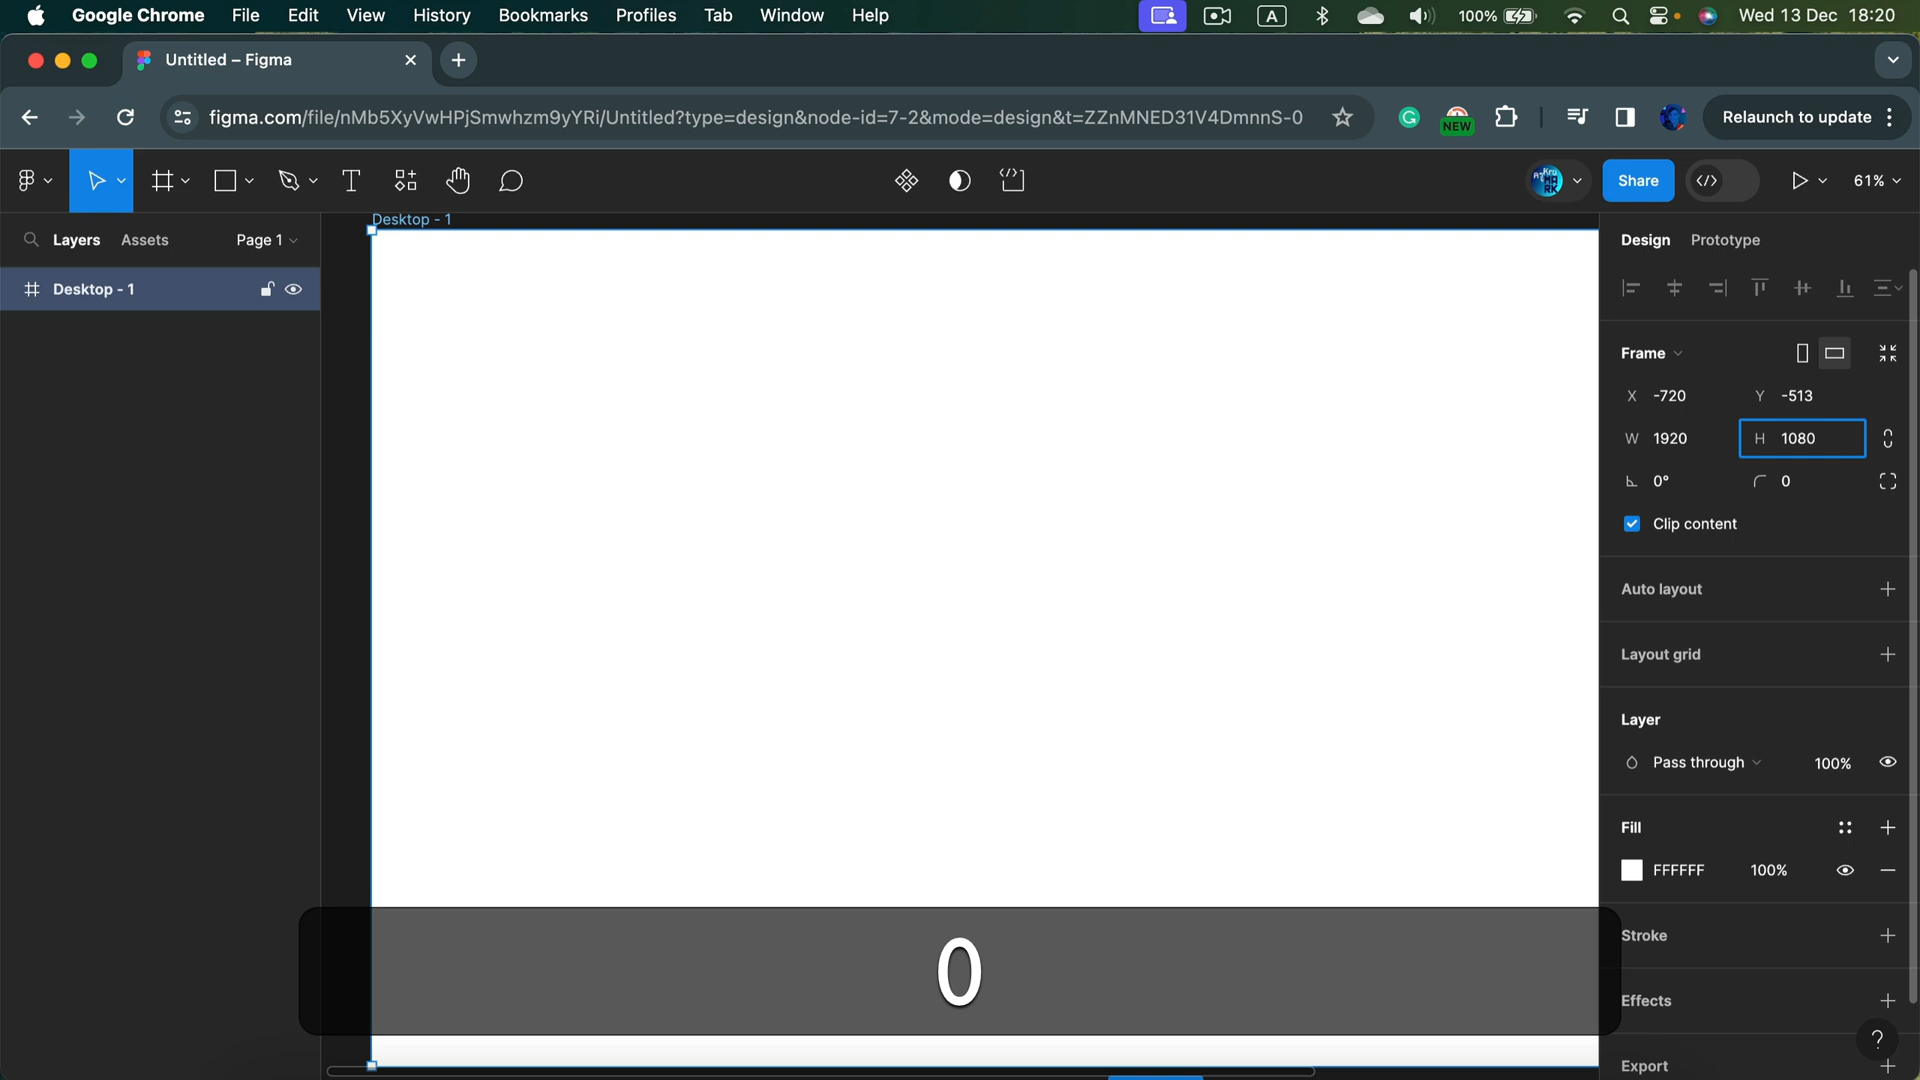 Google Chrome File Edit View History Bookmarks Profiles Tab Window Help A 100% Wed 13 Dec 18:20
Untitled – Figma
figma.com/file/nMb5XyVwHPjSmwhzm9yYRi/Untitled?type=design&node-id=7-2&mode=design&t=ZZnMNED31V4DmnnS-0 G NEW Relaunch to update
T Share 61%
Layers Assets Page 1
Desktop - 1
Desktop - 1
Design Prototype
Frame
X -720 Y -513
W 1920 H 1080
0° 0
Clip content
Auto layout
Layout grid
Layer
Pass through 100%
Fill
FFFFFF 100%
Stroke
Effects
Export
?
0